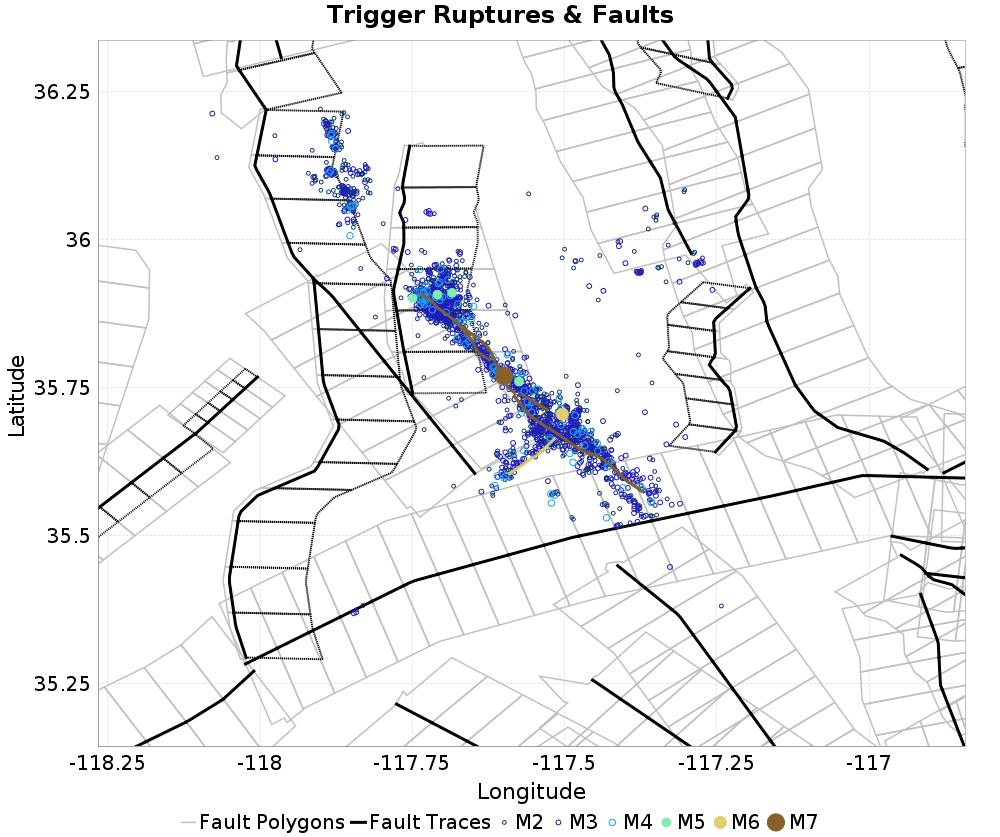 Trigger Ruptures & Faults
36.25
36
35.75
35.5
35.25
Latitude
-118.25 -118 -117.75 -117.5 -117.25 -117
Longitude
Fault Polygons Fault Traces M2 M3 M4 M5 M6 M7